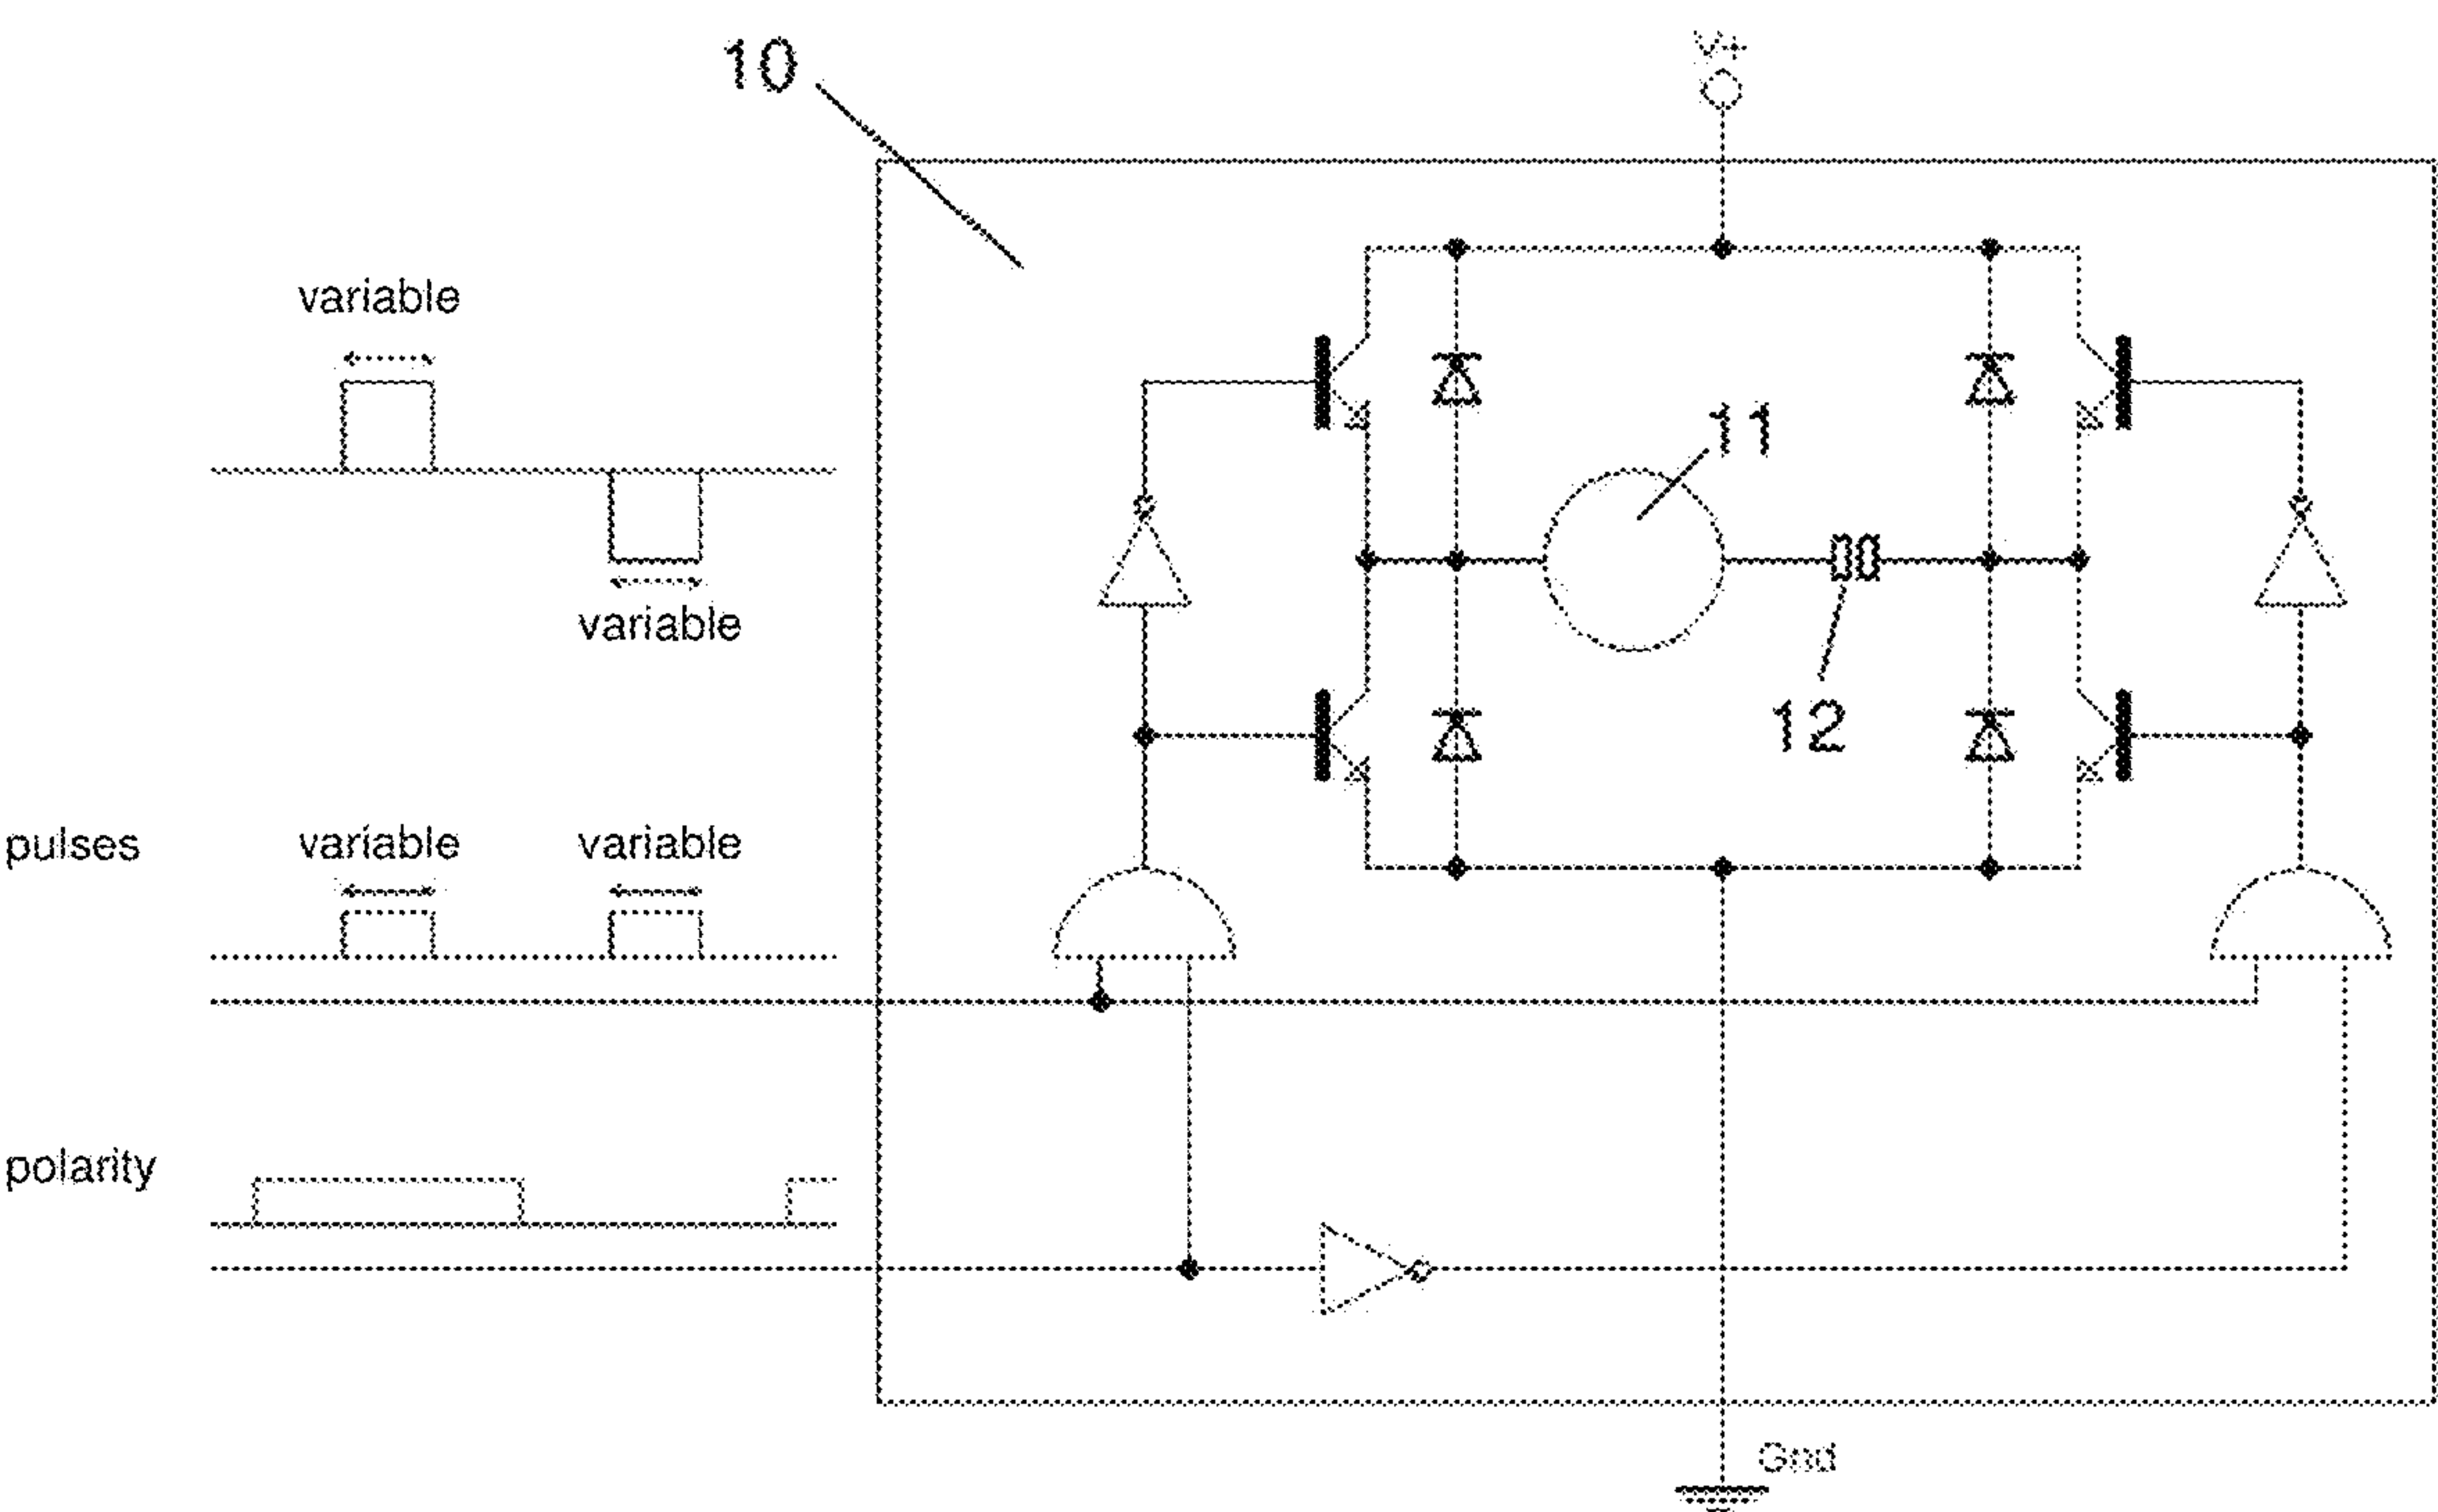 10
V+
variable
11
variable
12
pulses
variable
variable
polarity
Gnd